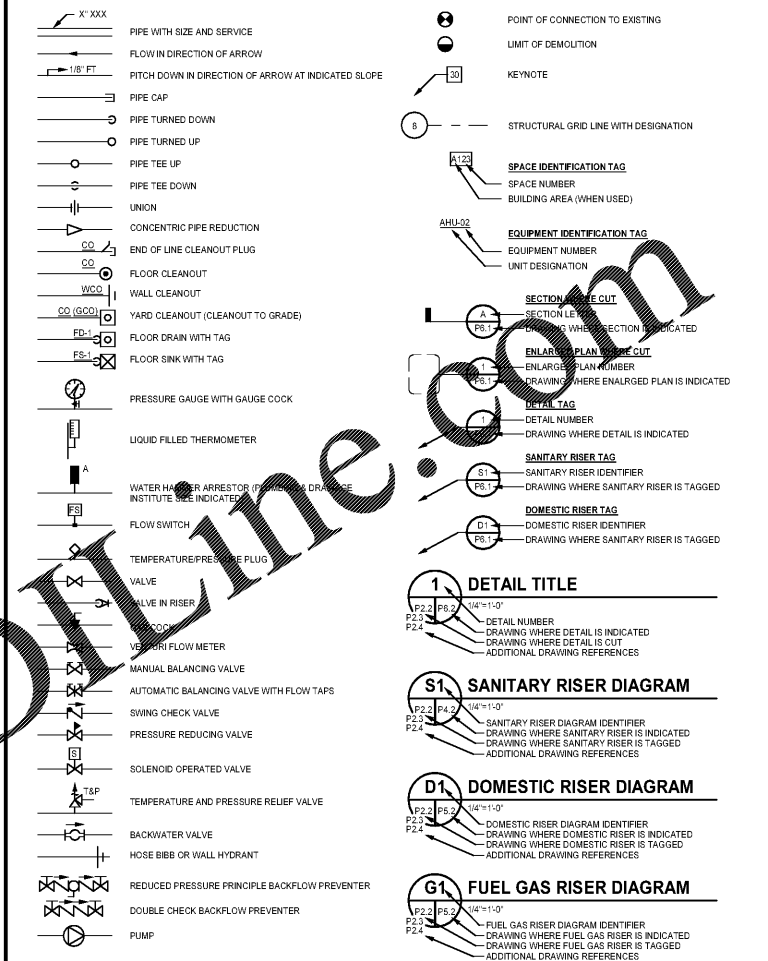 X" XXX
PIPE WITH SIZE AND SERVICE
FLOW IN DIRECTION OF ARROW
1/8" FT
PITCH DOWN IN DIRECTION OF ARROW AT INDICATED SLOPE
PIPE CAP
PIPE TURNED DOWN
PIPE TURNED UP
PIPE TEE UP
PIPE TEE DOWN
UNION
CONCENTRIC PIPE REDUCTION
CO
END OF LINE CLEANOUT PLUG
CO
FLOOR CLEANOUT
WCO
WALL CLEANOUT
CO (GCO)
YARD CLEANOUT (CLEANOUT TO GRADE)
FD-1
FLOOR DRAIN WITH TAG
FS-1
FLOOR SINK WITH TAG
PRESSURE GAUGE WITH GAUGE COCK
LIQUID FILLED THERMOMETER
A
WATER HAMMER ARRESTOR (PLUMBING & DRAINAGE
INSTITUTE SIZE INDICATED)
FS
FLOW SWITCH
TEMPERATURE/PRESSURE PLUG
VALVE
VALVE IN RISER
VENTURI FLOW METER
MANUAL BALANCING VALVE
AUTOMATIC BALANCING VALVE WITH FLOW TAPS
SWING CHECK VALVE
PRESSURE REDUCING VALVE
S
SOLENOID OPERATED VALVE
T&P
TEMPERATURE AND PRESSURE RELIEF VALVE
BACKWATER VALVE
HOSE BIBB OR WALL HYDRANT
REDUCED PRESSURE PRINCIPLE BACKFLOW PREVENTER
DOUBLE CHECK BACKFLOW PREVENTER
PUMP
POINT OF CONNECTION TO EXISTING
LIMIT OF DEMOLITION
30
KEYNOTE
8
STRUCTURAL GRID LINE WITH DESIGNATION
A123
SPACE IDENTIFICATION TAG
SPACE NUMBER
BUILDING AREA (WHEN USED)
AHU-02
EQUIPMENT IDENTIFICATION TAG
EQUIPMENT NUMBER
UNIT DESIGNATION
SECTION WHERE CUT
A
SECTION LETTER
P6.1
DRAWING WHERE SECTION IS INDICATED
ENLARGED PLAN WHERE CUT
1
ENLARGED PLAN NUMBER
P6.1
DRAWING WHERE ENALRGED PLAN IS INDICATED
DETAIL TAG
1
DETAIL NUMBER
DRAWING WHERE DETAIL IS INDICATED
SANITARY RISER TAG
S1
SANITARY RISER IDENTIFIER
P6.1
DRAWING WHERE SANITARY RISER IS TAGGED
DOMESTIC RISER TAG
D1
DOMESTIC RISER IDENTIFIER
P6.1
DRAWING WHERE SANITARY RISER IS TAGGED
1 DETAIL TITLE
P2.2 P6.2 1/4"=1'-0"
P2.3
P2.4
DETAIL NUMBER
DRAWING WHERE DETAIL IS INDICATED
DRAWING WHERE DETAIL IS CUT
ADDITIONAL DRAWING REFERENCES
S1 SANITARY RISER DIAGRAM
P2.2 P4.2 1/4"=1'-0"
P2.3
P2.4
SANITARY RISER DIAGRAM IDENTIFIER
DRAWING WHERE SANITARY RISER IS INDICATED
DRAWING WHERE SANITARY RISER IS TAGGED
ADDITIONAL DRAWING REFERENCES
D1 DOMESTIC RISER DIAGRAM
P2.2 P5.2 1/4"=1'-0"
P2.3
P2.4
DOMESTIC RISER DIAGRAM IDENTIFIER
DRAWING WHERE DOMESTIC RISER IS INDICATED
DRAWING WHERE DOMESTIC RISER IS TAGGED
ADDITIONAL DRAWING REFERENCES
G1 FUEL GAS RISER DIAGRAM
P2.2 P5.2 1/4"=1'-0"
P2.3
P2.4
FUEL GAS RISER DIAGRAM IDENTIFIER
DRAWING WHERE FUEL GAS RISER IS INDICATED
DRAWING WHERE FUEL GAS RISER IS TAGGED
ADDITIONAL DRAWING REFERENCES